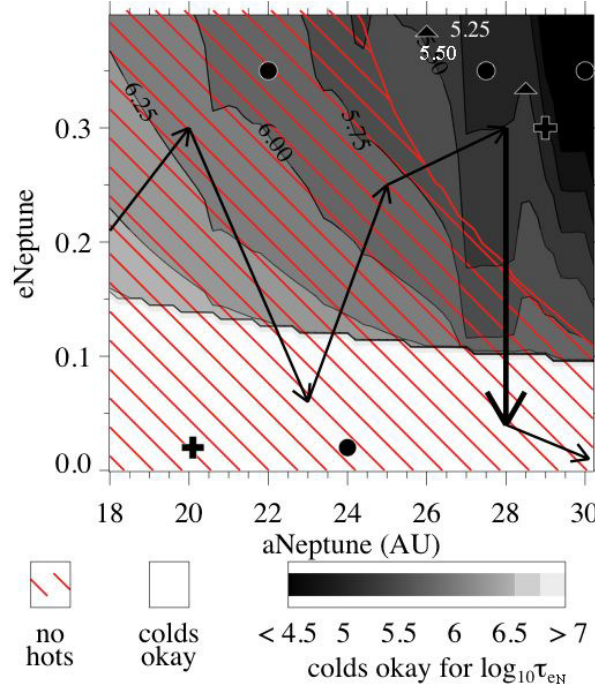 5.25
5.50
5.50
6.25
6.00
5.75
0.3
0.2
0.1
0.0
eNeptune
18 20 22 24 26 28 30
aNeptune (AU)
no
hots
colds
okay
< 4.5 5 5.5 6 6.5 > 7
colds okay for log₁₀τₑN